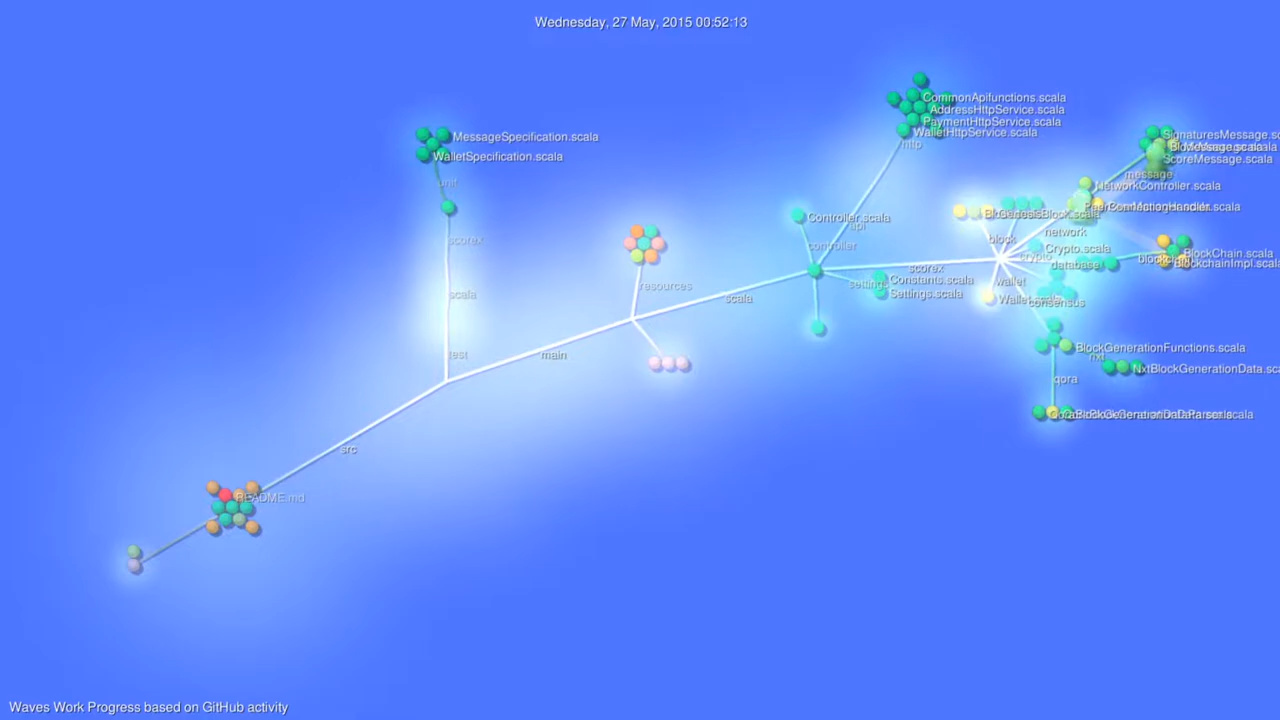 Wednesday, 27 May, 2015 00:52:13
CommonApifunctions.scala
AddressHttpService.scala
PaymentHttpService.scala
WalletHttpService.scala
http
MessageSpecification.scala
WalletSpecification.scala
unit
scorex
scala
test
SignaturesMessage.sc
ScoreMessage.scala
message
NetworkController.scala
network
block
Controller.scala
api
controller
Crypto.scala
database
BlockChain.scala
BlockchainImpl.scala
scorex
Constants.scala
Settings.scala
wallet
consensus
resources
scala
main
BlockGenerationFunctions.scala
nxt
NxtBlockGenerationData.sca
qora
src
README.md
Waves Work Progress based on GitHub activity